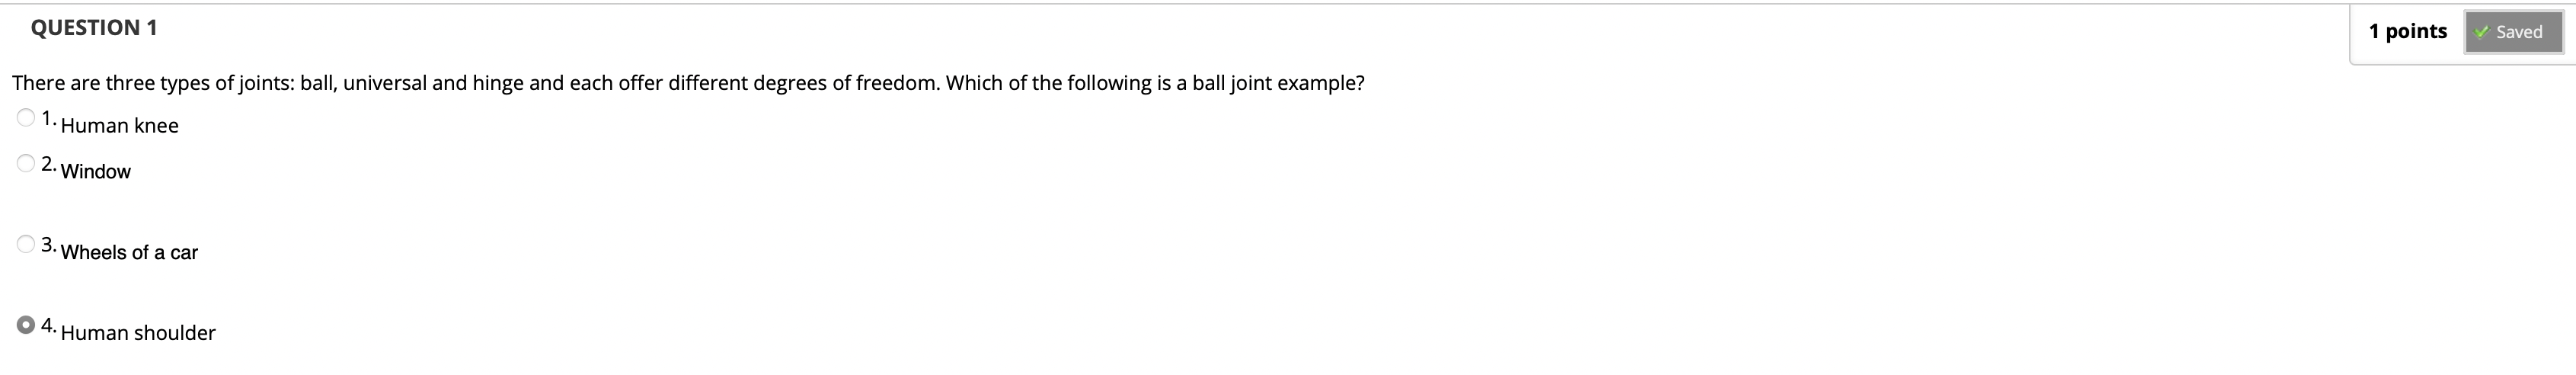 QUESTION 1
1 points
Saved
There are three types of joints: ball, universal and hinge and each offer different degrees of freedom. Which of the following is a ball joint example?
1. Human knee
2. Window
3. Wheels of a car
4. Human shoulder